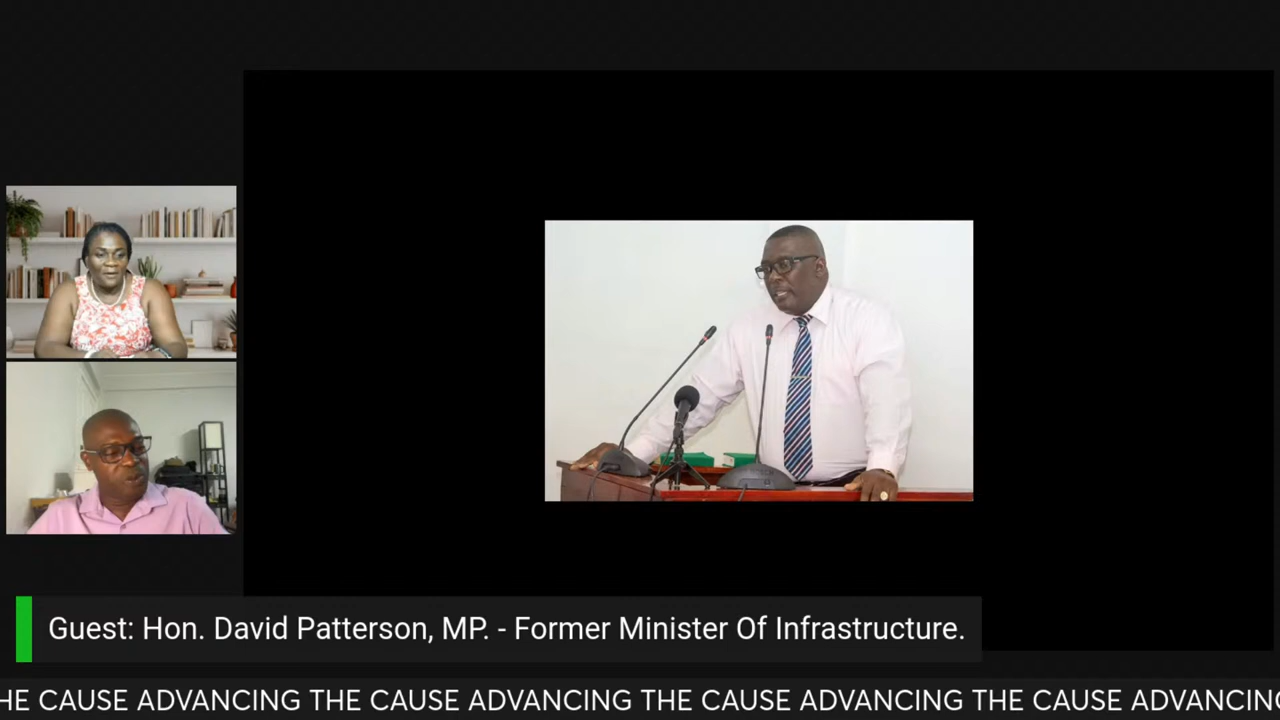 Guest: Hon. David Patterson, MP. - Former Minister Of Infrastructure.
HE CAUSE ADVANCING THE CAUSE ADVANCING THE CAUSE ADVANCING THE CAUSE ADVANCING